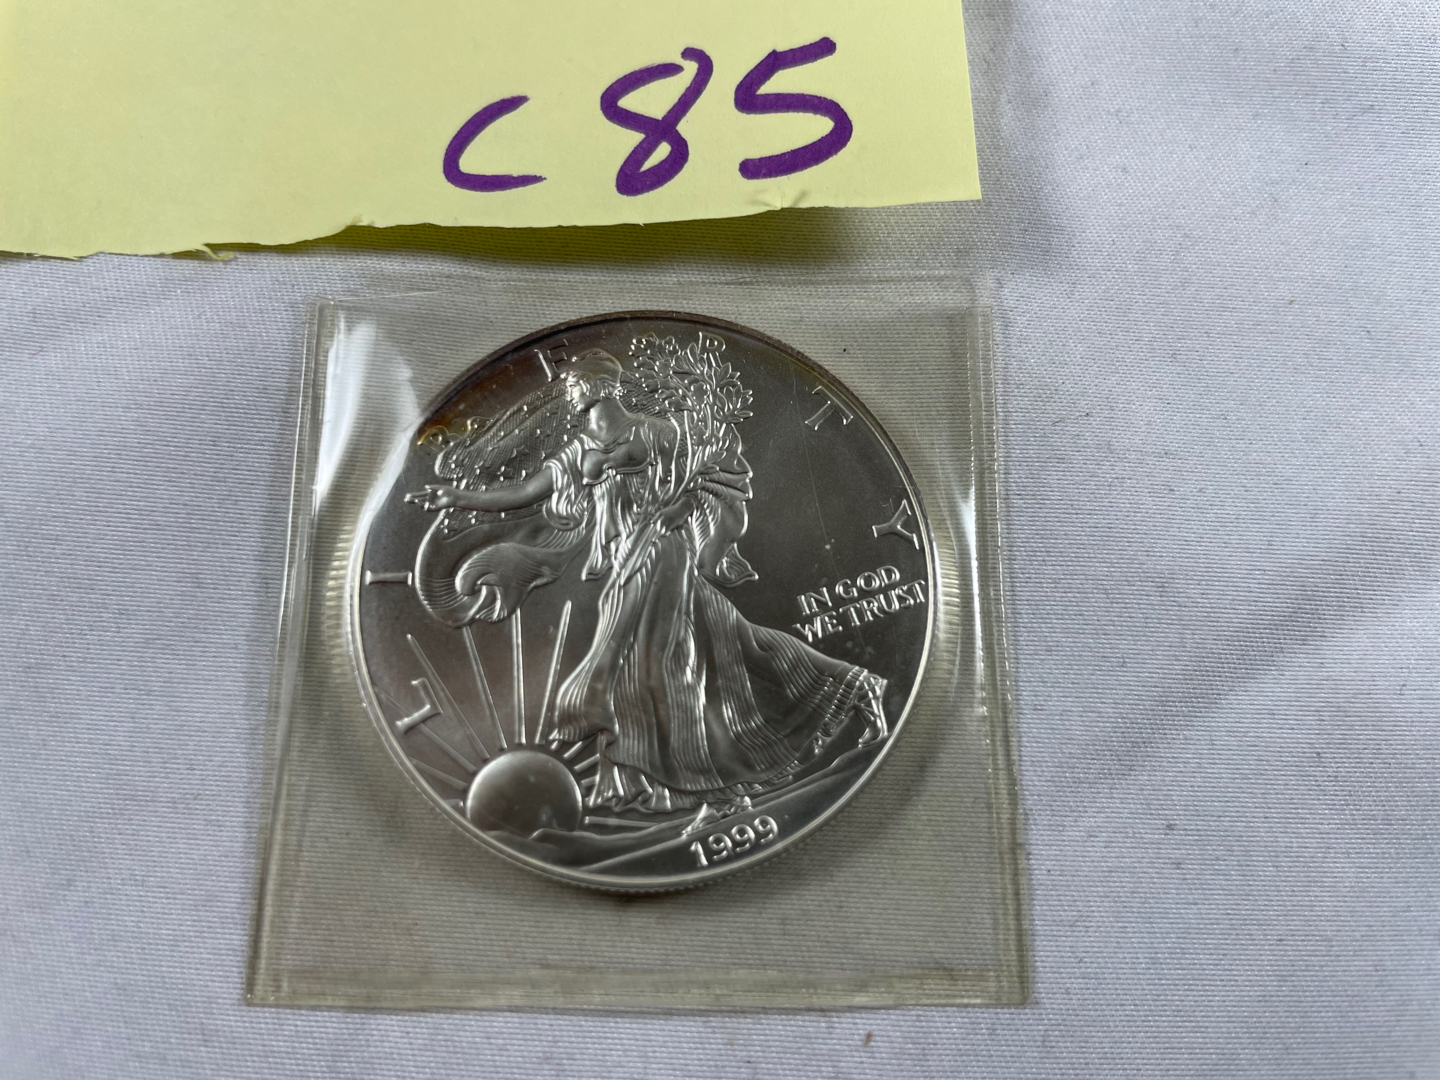 C85
LIBERTY
IN GOD
WE TRUST
1999